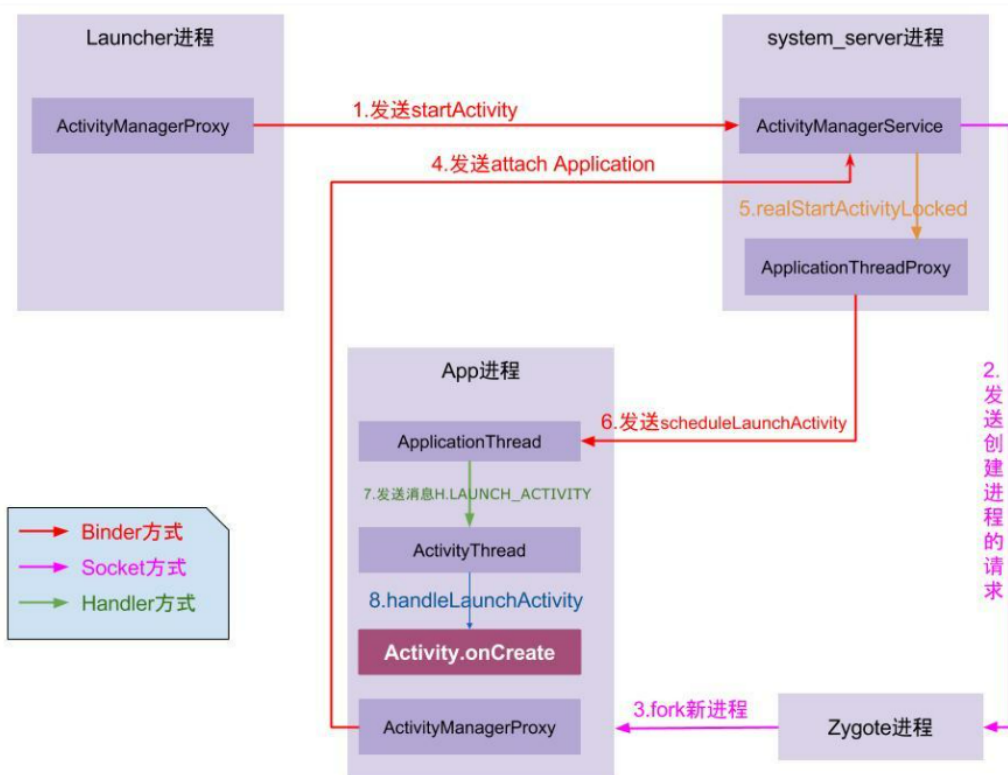 Launcher进程
system_server进程
ActivityManagerProxy
1.发送startActivity
ActivityManagerService
4.发送attach Application
5.realStartActivityLocked
ApplicationThreadProxy
App进程
2.
发
送
创
建
进
程
的
请
求
6.发送scheduleLaunchActivity
ApplicationThread
7.发送消息H.LAUNCH_ACTIVITY
Binder方式
Socket方式
Handler方式
ActivityThread
8.handleLaunchActivity
Activity.onCreate
ActivityManagerProxy
3.fork新进程
Zygote进程